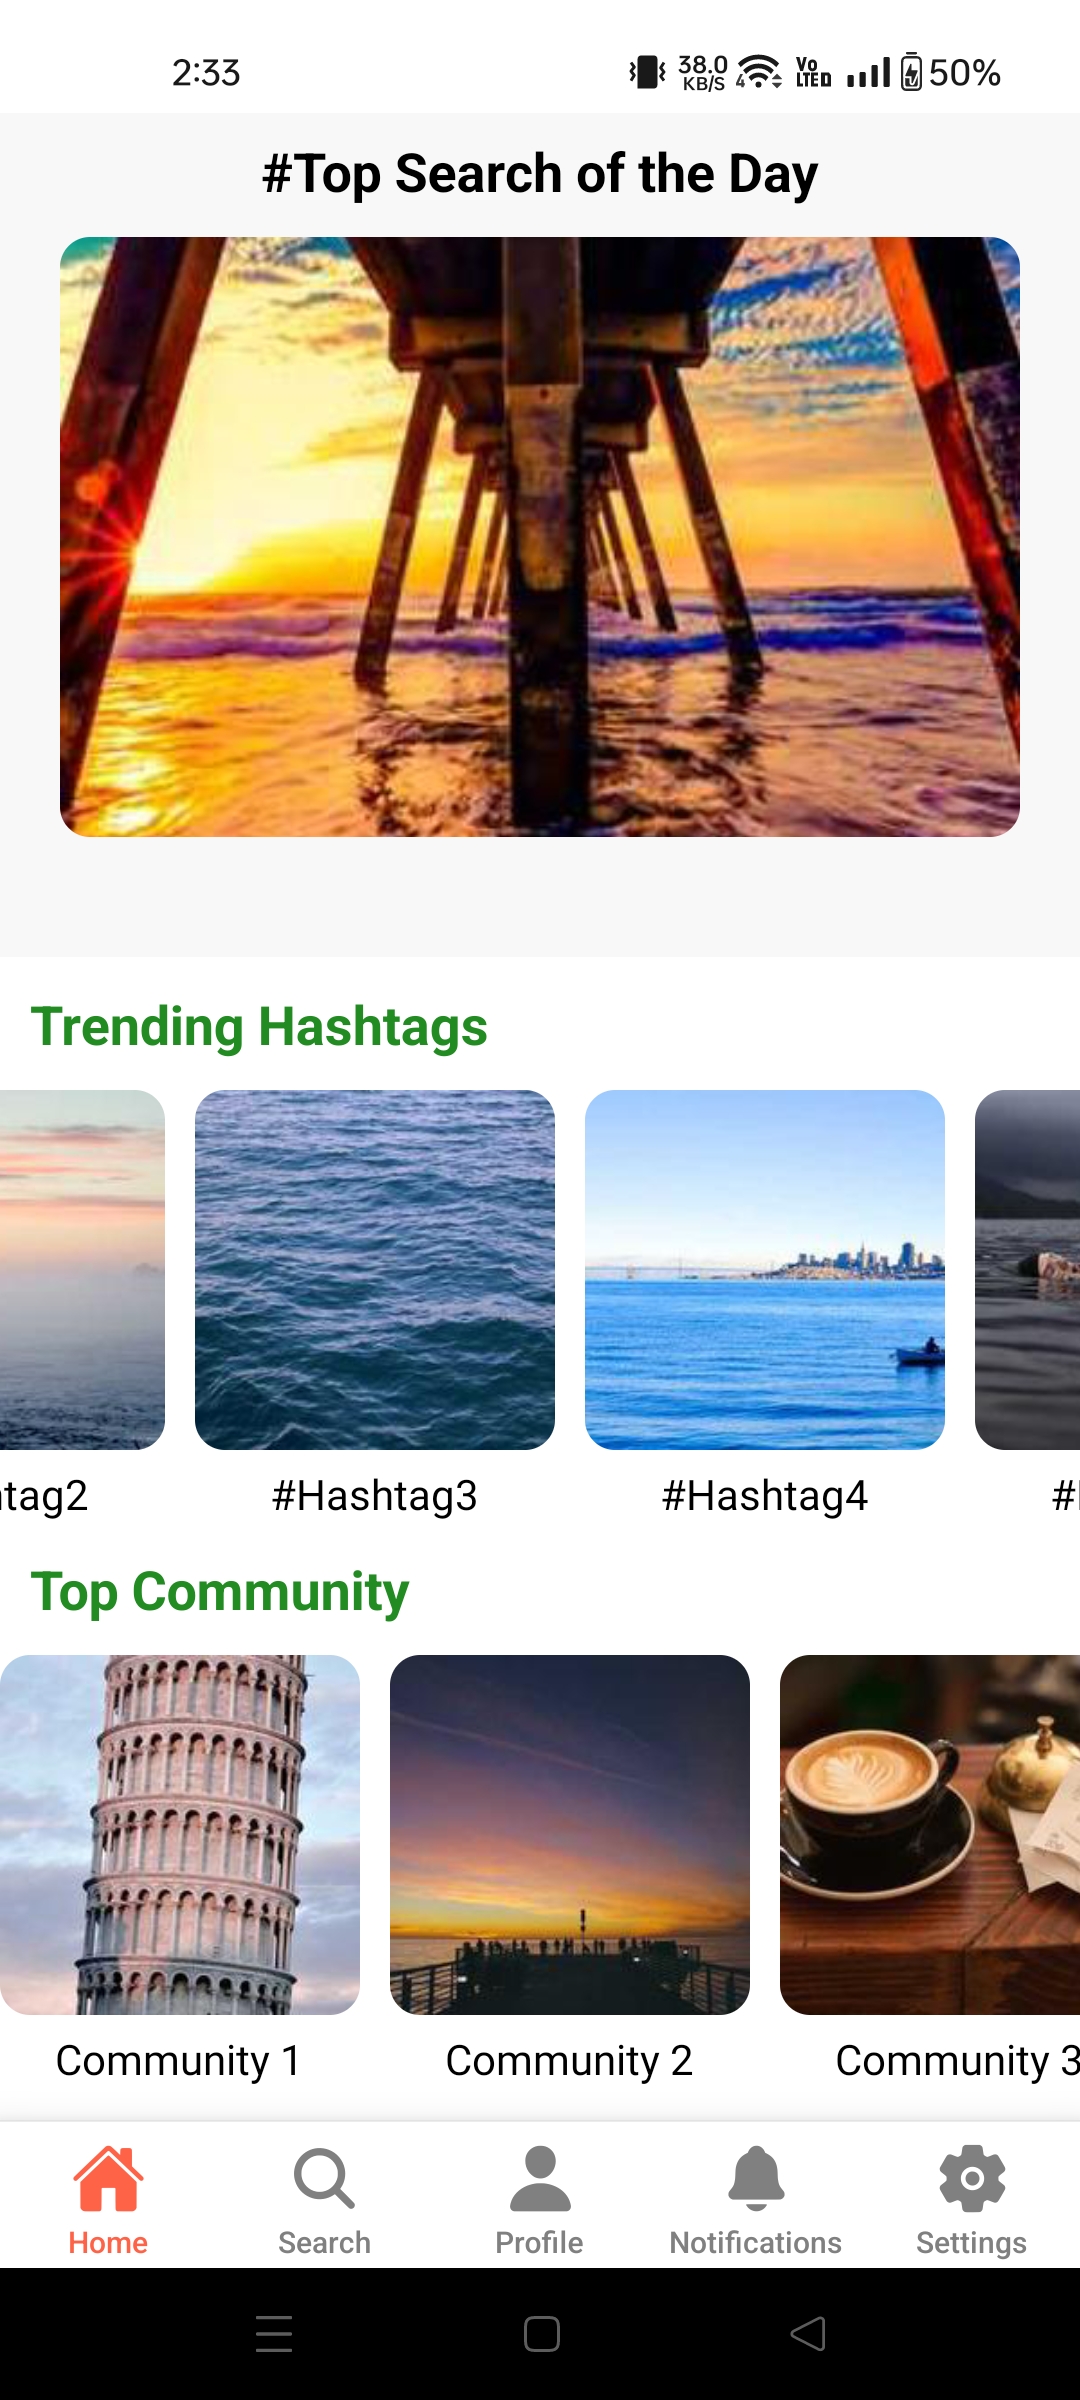 2:33
38.0
KB/S
4
Vo
LTE
50%
#Top Search of the Day
Trending Hashtags
tag2
#Hashtag3
#Hashtag4
#
Top Community
Community 1
Community 2
Community 3
Home
Search
Profile
Notifications
Settings